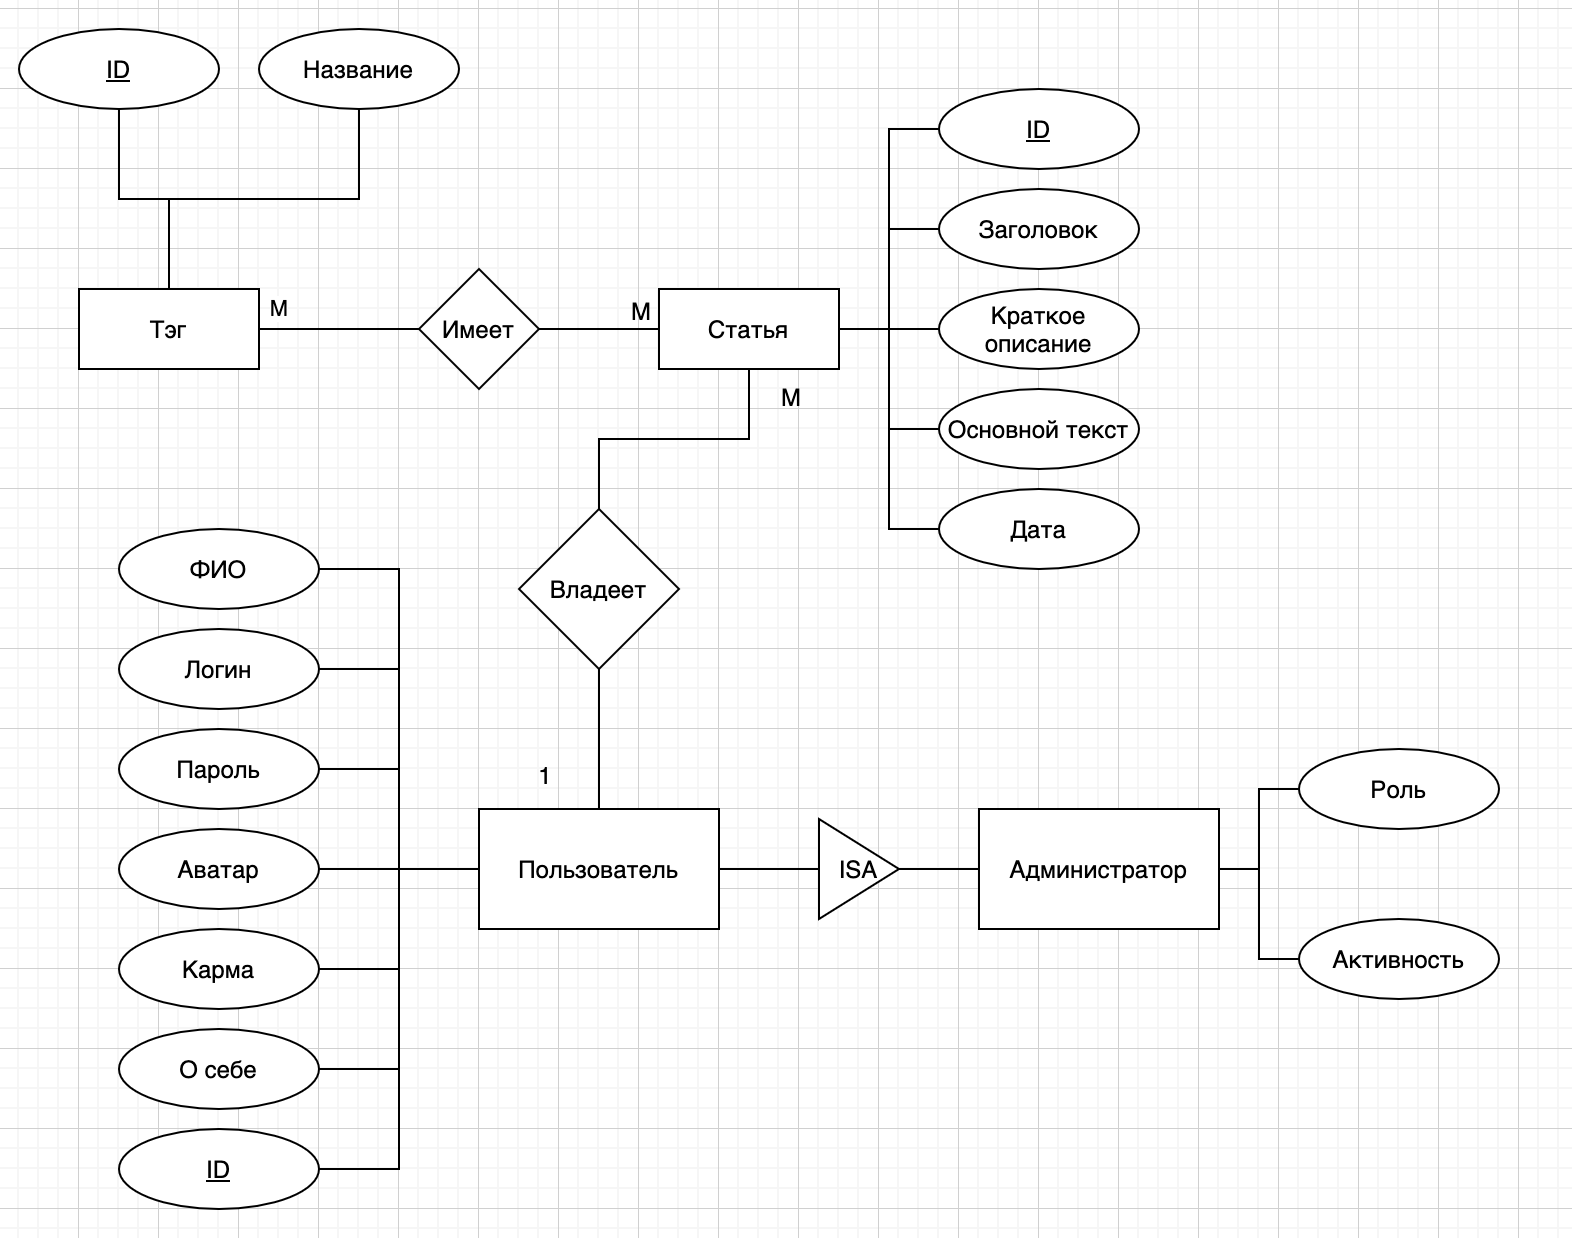 ID
Название
ID
Заголовок
Краткое
описание
Основной текст
Дата
Тэг
М
Имеет
М
Статья
М
Владеет
1
ФИО
Логин
Пароль
Аватар
Карма
О себе
ID
Пользователь
ISA
Администратор
Роль
Активность